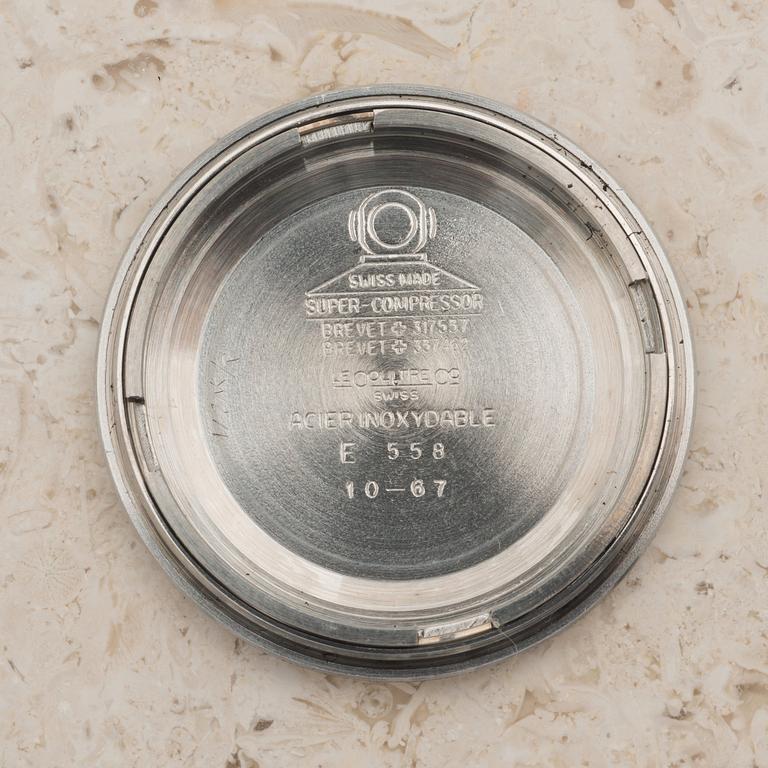 SWISS MADE
SUPER-COMPRESSOR
BREVET ✚ 317537
BREVET ✚ 337462
LE COULTRE CO
SWISS
ACIER INOXYDABLE
E 558
10-67